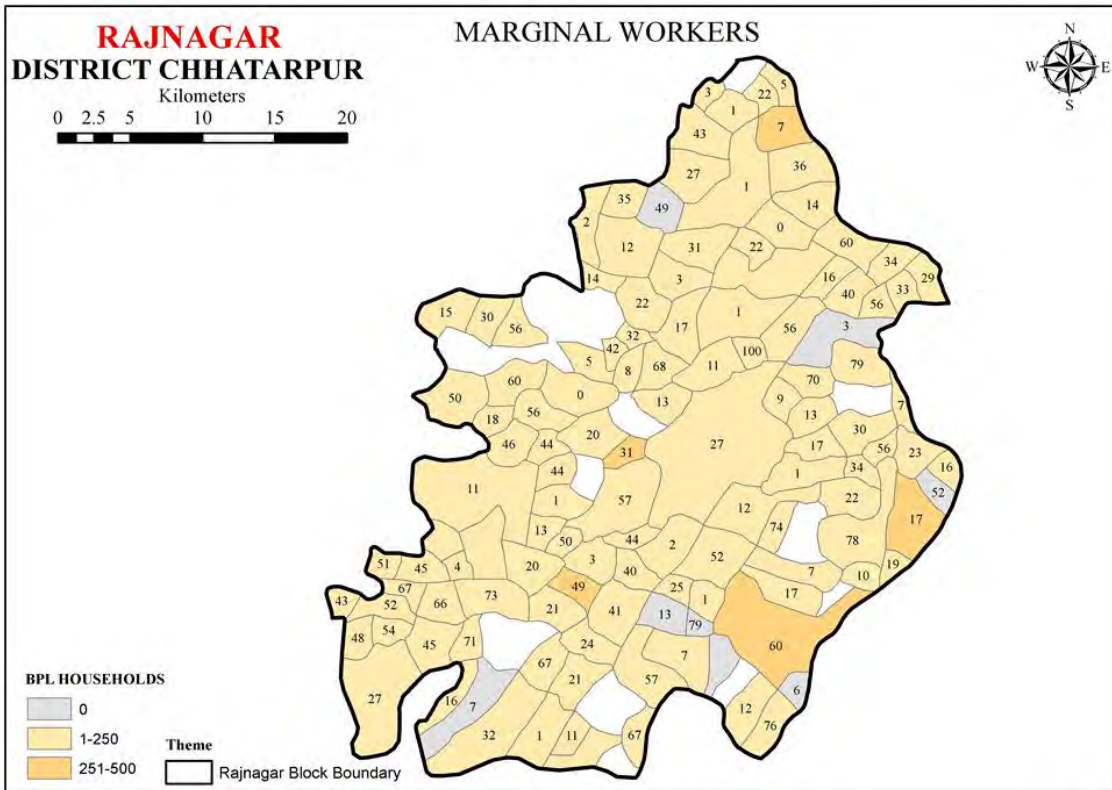 RAJNAGAR
DISTRICT CHHATARPUR
Kilometers
0 2.5 5 10 15 20
MARGINAL WORKERS
N
W E
S
3 1 22 5
43 7
27 1 36
35 49 14
2 12 31 22 0 60
14 3 16 34 29
22 17 1 40 56 33
15 30 56 32 56 3
5 42 8 68 11 100 79
50 60 0 13 9 70 7
18 56 20 13 30
46 44 31 27 17 56 23
11 44 57 1 34 16
1 12 22 52
13 50 44 2 74 78 17
51 45 4 20 3 40 52 7 10 19
67 73 49 25 1 17
43 52 66 21 41 13 79
48 54 45 71 24 60
27 67 21 57 7 6
16 7 12
32 1 11 67 76
BPL HOUSEHOLDS
0
1-250
251-500
Theme
Rajnagar Block Boundary